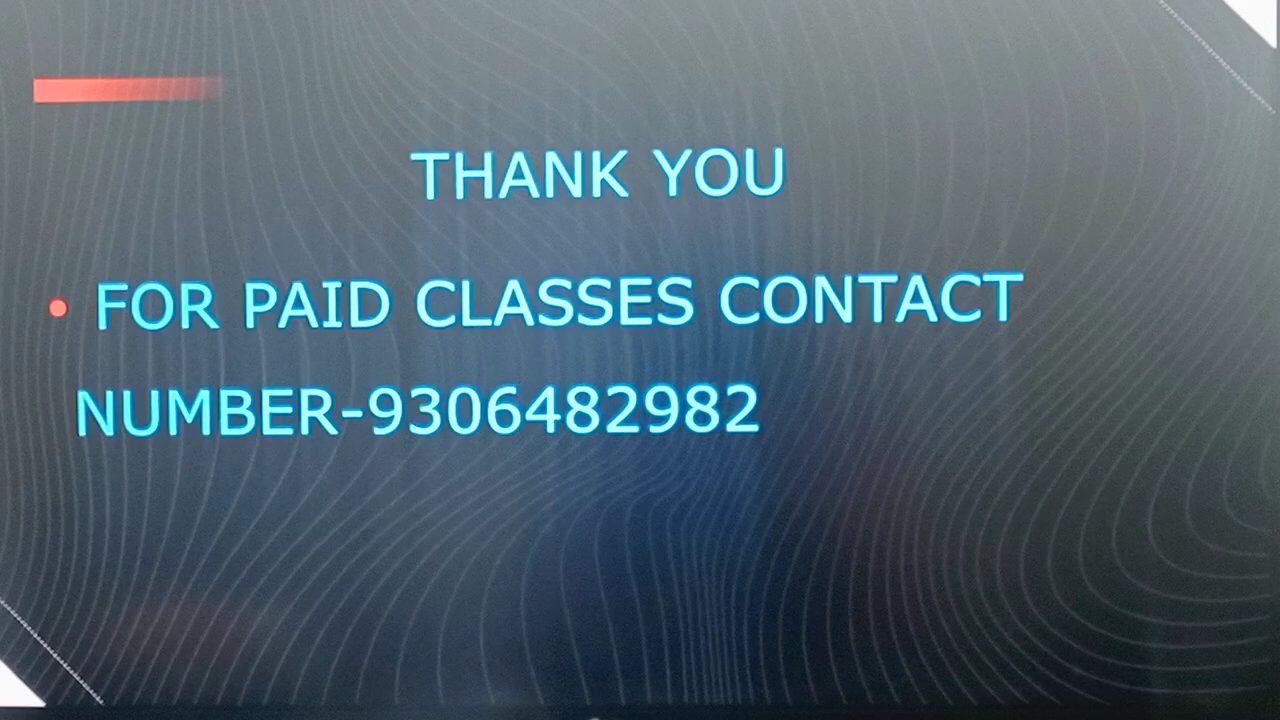 THANK YOU
• FOR PAID CLASSES CONTACT
NUMBER-9306482982